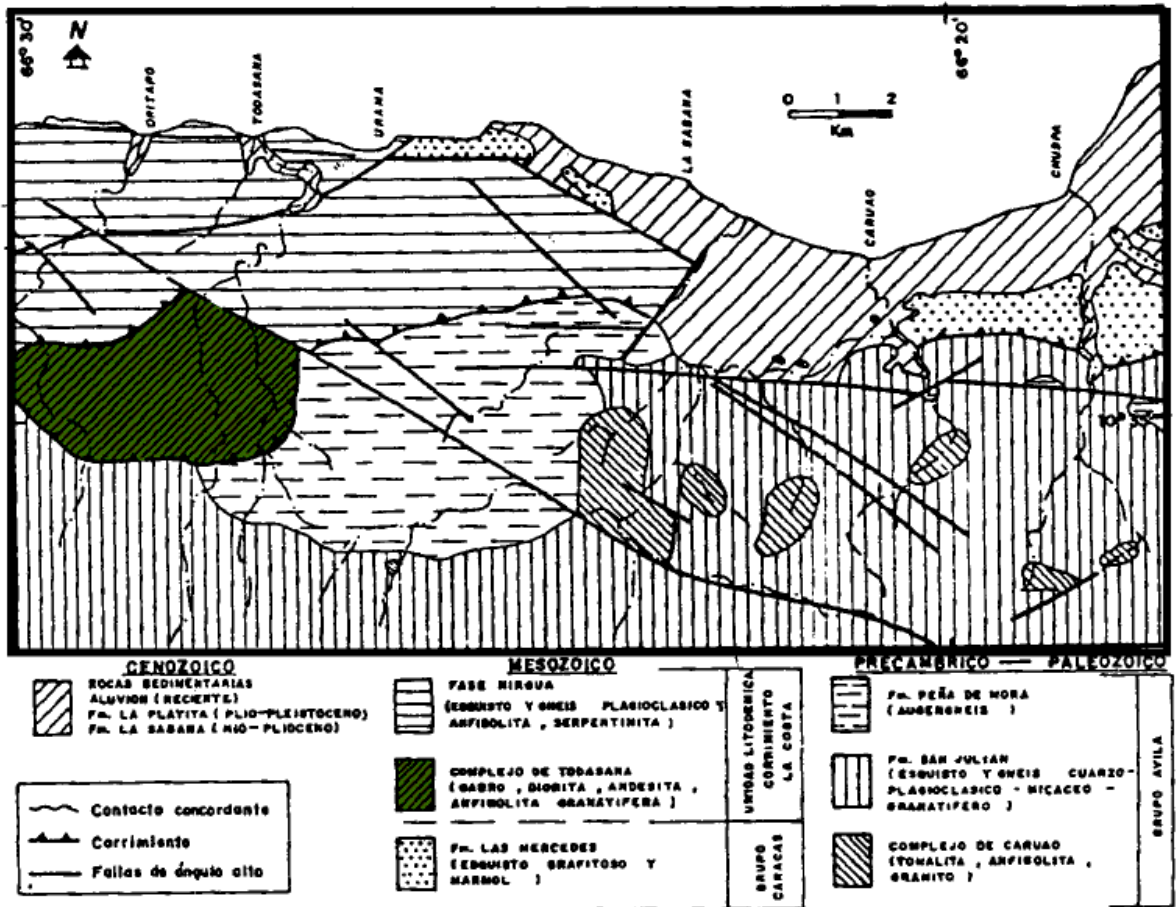 66° 30'
N
66° 20'
ORITAPO
TODASANA
URAMA
LA SABANA
CARUAO
CHUSPA
0 1 2
Km
10°
CENOZOICO
ROCAS SEDIMENTARIAS
ALUVION (RECIENTE)
Fm. LA PLAYITA (PLIO-PLEISTOCENO)
Fm. LA SABANA (MIO-PLIOCENO)
Contacto concordante
Corrimiento
Fallas de ángulo alto
MESOZOICO
FASE NIRGUA
(ESQUISTO Y GNEIS PLAGIOCLASICO Y
ANFIBOLITA, SERPENTINITA)
COMPLEJO DE TODASANA
(GABRO, DIORITA, ANDESITA,
ANFIBOLITA GRANATIFERA)
Fm. LAS MERCEDES
(ESQUISTO GRAFITOSO Y
MARMOL)
UNIDAD LITODEMICA
CORRIMIENTO
LA COSTA
GRUPO
CARACAS
PRECAMBRICO — PALEOZOICO
Fm. PEÑA DE MORA
(AUGENGNEIS)
Fm. SAN JULIAN
(ESQUISTO Y GNEIS CUARZO-
PLAGIOCLASICO - MICACEO -
GRANATIFERO)
COMPLEJO DE CARUAO
(TONALITA, ANFIBOLITA,
GRANITO)
GRUPO AVILA